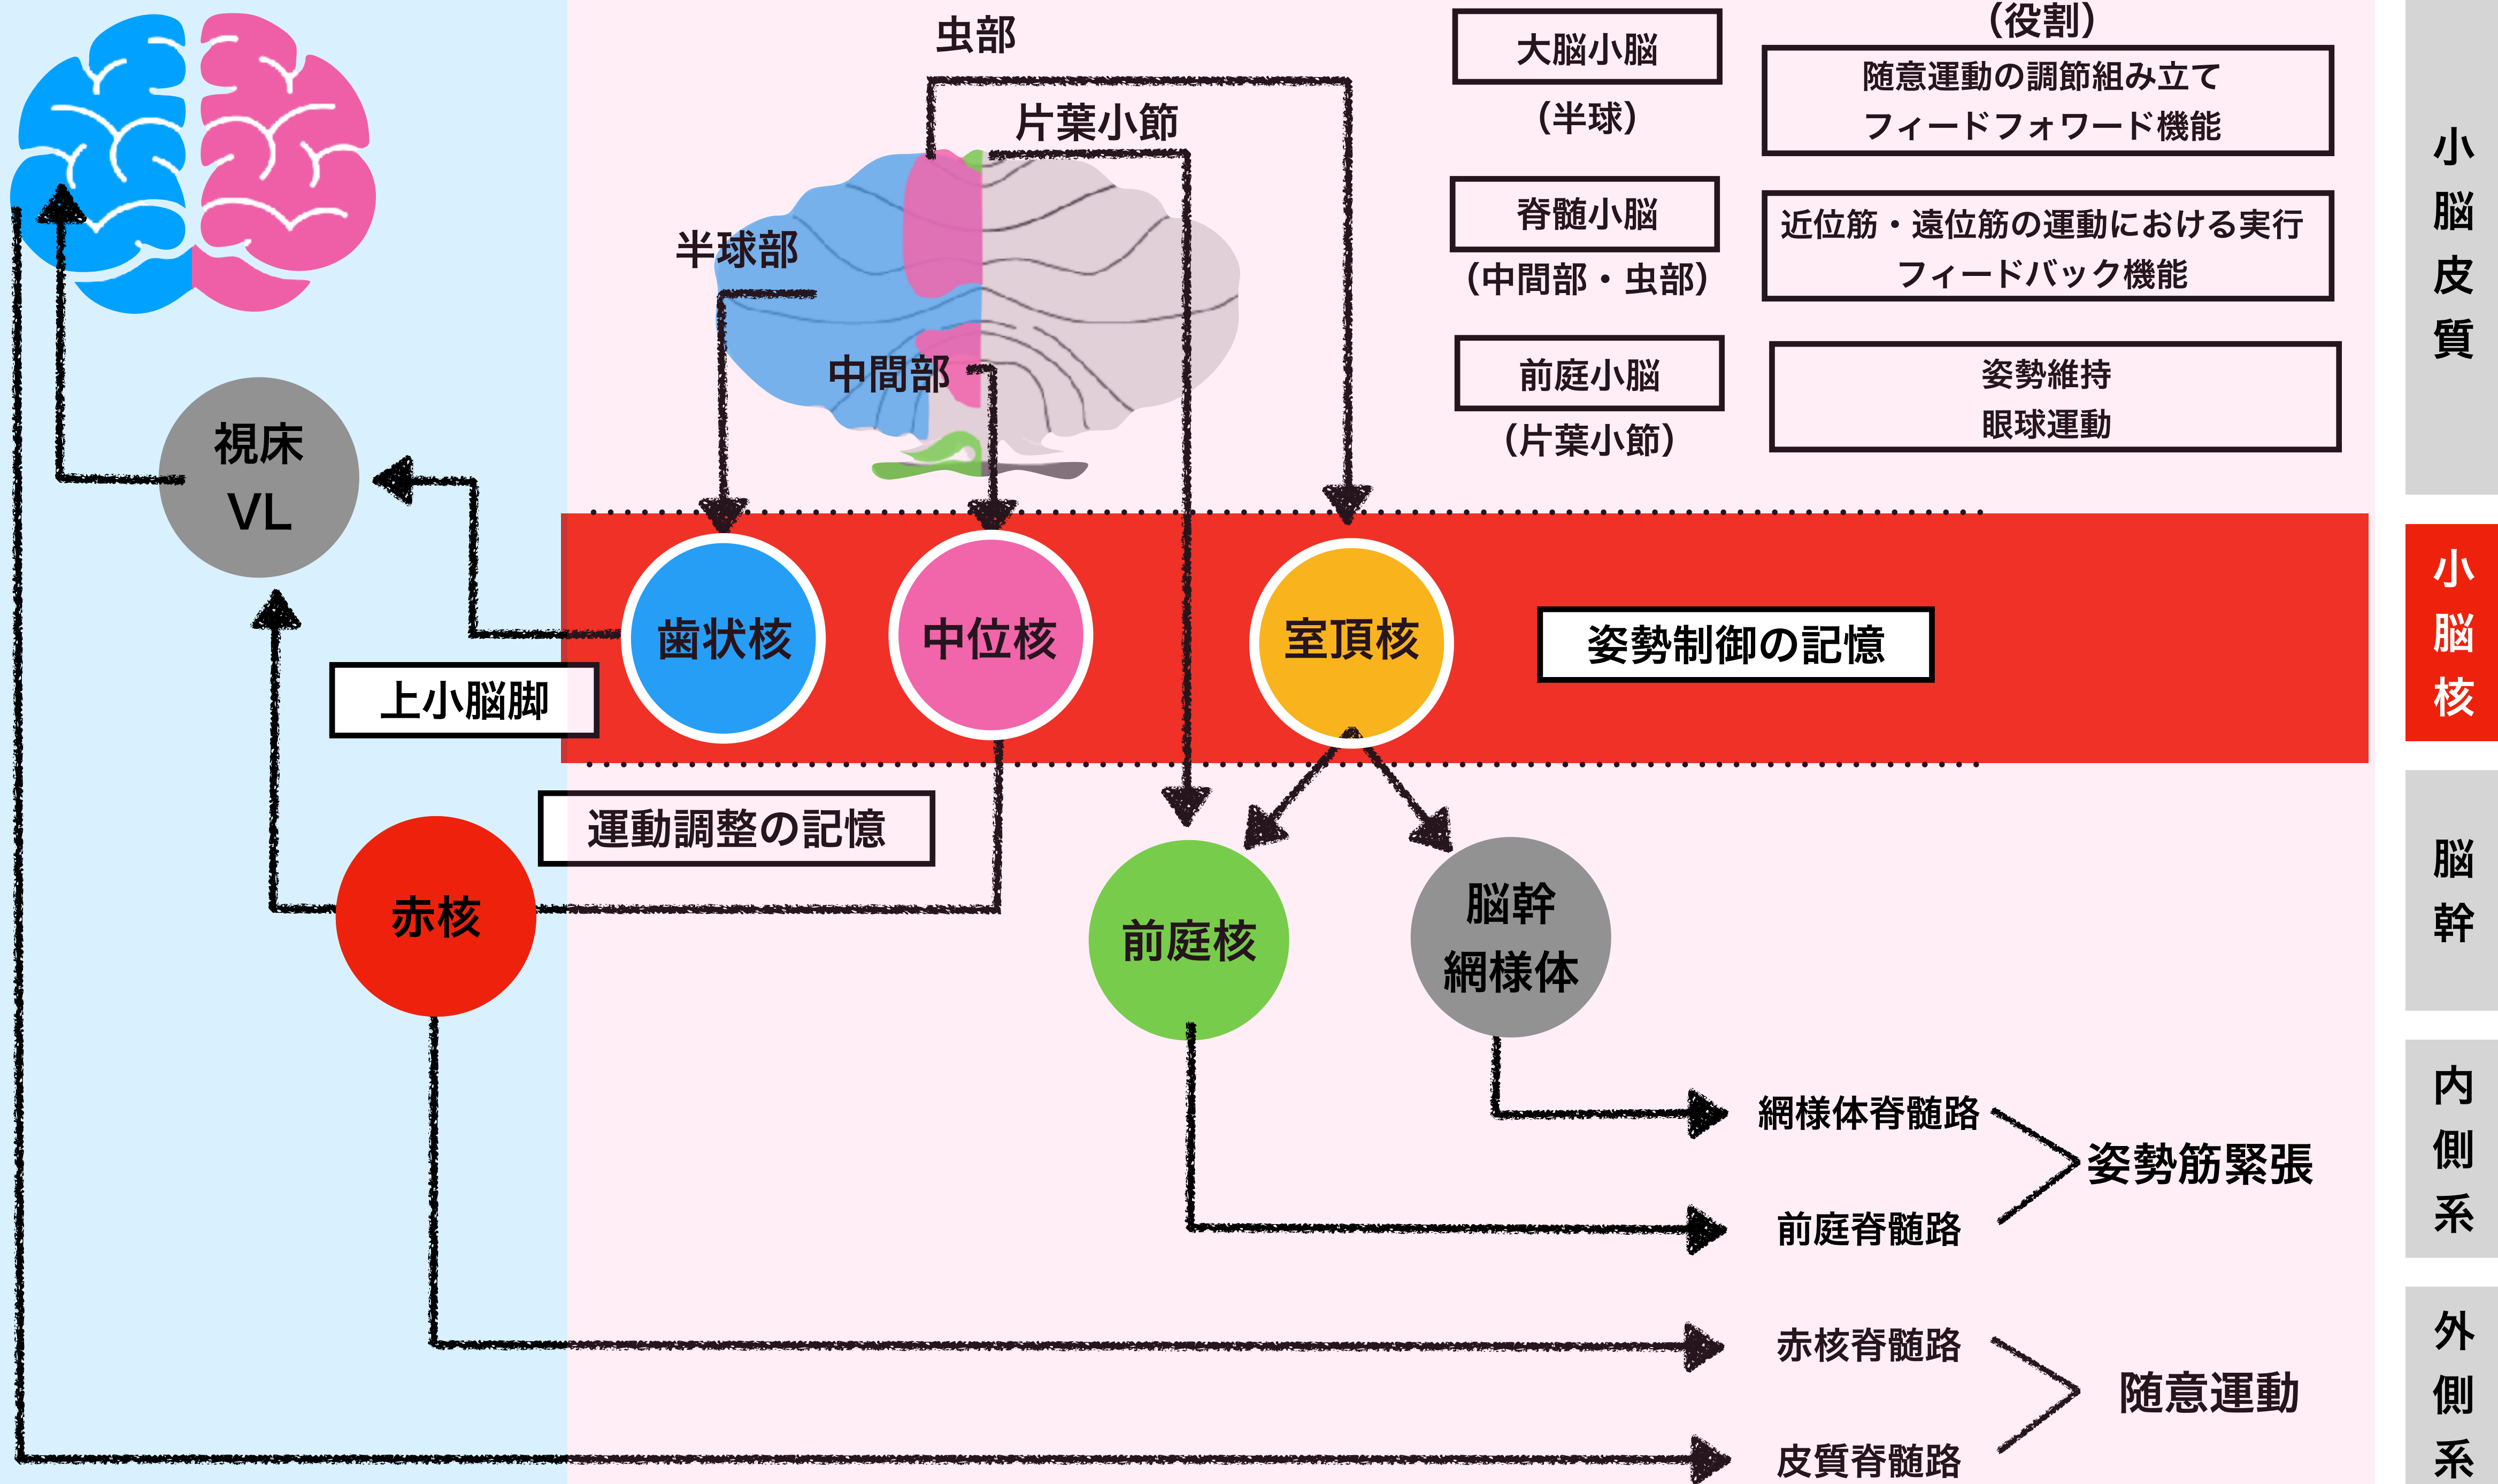 虫部
片葉小節
半球部
中間部
大脳小脳
（半球）
脊髄小脳
（中間部・虫部）
前庭小脳
（片葉小節）
（役割）
随意運動の調節組み立て
フィードフォワード機能
近位筋・遠位筋の運動における実行
フィードバック機能
姿勢維持
眼球運動
小脳皮質
視床
VL
歯状核
中位核
室頂核
姿勢制御の記憶
小脳核
上小脳脚
運動調整の記憶
赤核
前庭核
脳幹
網様体
脳幹
網様体脊髄路
前庭脊髄路
姿勢筋緊張
内側系
赤核脊髄路
皮質脊髄路
随意運動
外側系